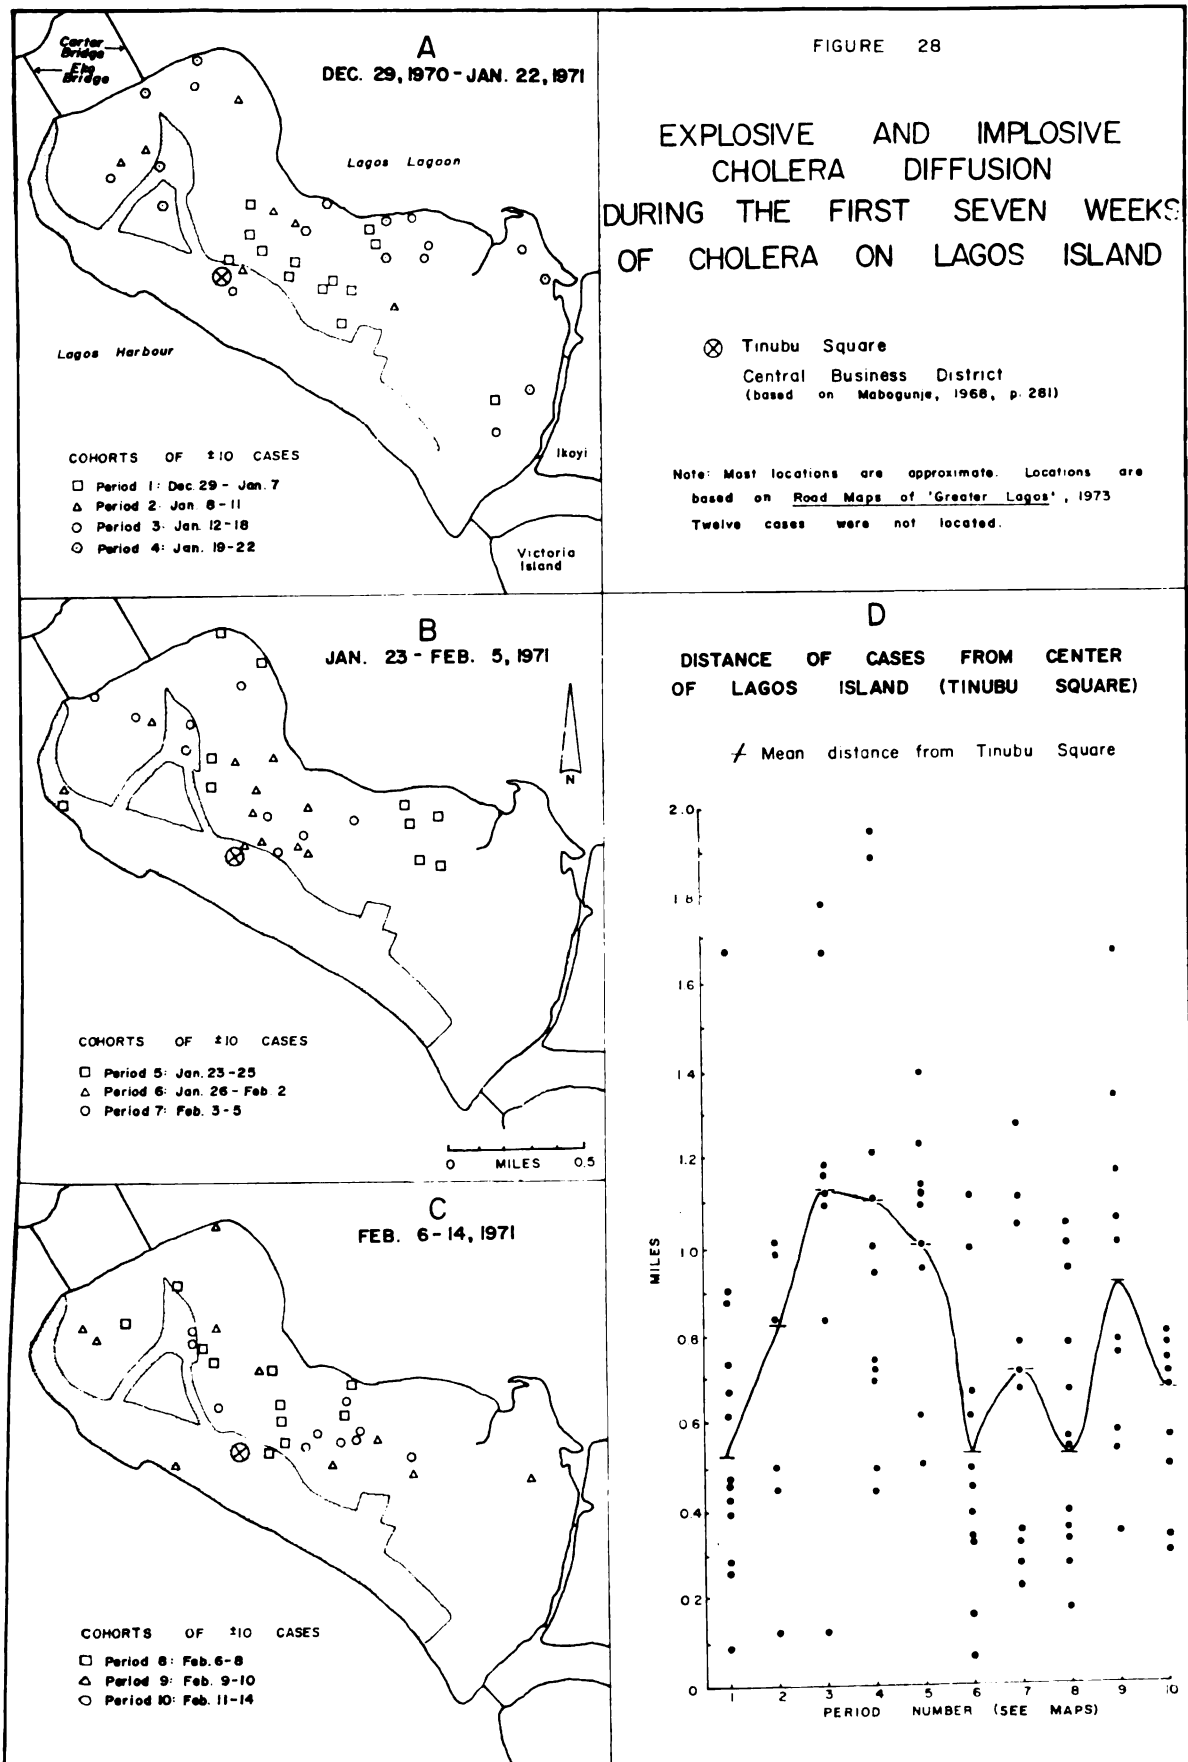 Carter
Bridge
Eko
Bridge
A
DEC. 29, 1970 - JAN. 22, 1971
Lagos Lagoon
Lagos Harbour
COHORTS OF ±10 CASES
Period 1: Dec. 29 - Jan. 7
Period 2: Jan. 8 - 11
Period 3: Jan. 12 - 18
Period 4: Jan. 19 - 22
Ikoyi
Victoria
Island
FIGURE 28
EXPLOSIVE AND IMPLOSIVE
CHOLERA DIFFUSION
DURING THE FIRST SEVEN WEEKS
OF CHOLERA ON LAGOS ISLAND
Tinubu Square
Central Business District
(based on Mabogunje, 1968, p. 281)
Note: Most locations are approximate. Locations are
based on Road Maps of 'Greater Lagos', 1973
Twelve cases were not located.
B
JAN. 23 - FEB. 5, 1971
N
COHORTS OF ±10 CASES
Period 5: Jan. 23 - 25
Period 6: Jan. 26 - Feb. 2
Period 7: Feb. 3 - 5
0 MILES 0.5
C
FEB. 6-14, 1971
COHORTS OF ±10 CASES
Period 8: Feb. 6-8
Period 9: Feb. 9-10
Period 10: Feb. 11-14
D
DISTANCE OF CASES FROM CENTER
OF LAGOS ISLAND (TINUBU SQUARE)
Mean distance from Tinubu Square
2.0
1.8
1.6
1.4
1.2
1.0
0.8
0.6
0.4
0.2
0
MILES
1 2 3 4 5 6 7 8 9 10
PERIOD NUMBER (SEE MAPS)